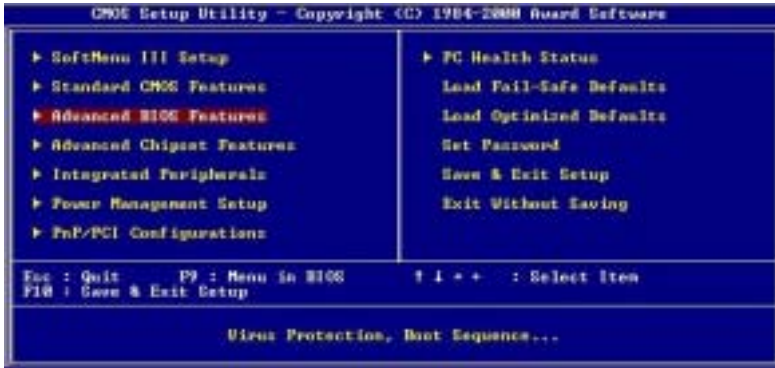 CMOS Setup Utility - Copyright (C) 1984-2000 Award Software
▶ SoftMenu III Setup
▶ Standard CMOS Features
▶ Advanced BIOS Features
▶ Advanced Chipset Features
▶ Integrated Peripherals
▶ Power Management Setup
▶ PnP/PCI Configurations
▶ PC Health Status
Load Fail-Safe Defaults
Load Optimized Defaults
Set Password
Save & Exit Setup
Exit Without Saving
Esc : Quit F9 : Menu in BIOS ↑ ↓ → ← : Select Item
F10 : Save & Exit Setup
Virus Protection, Boot Sequence...